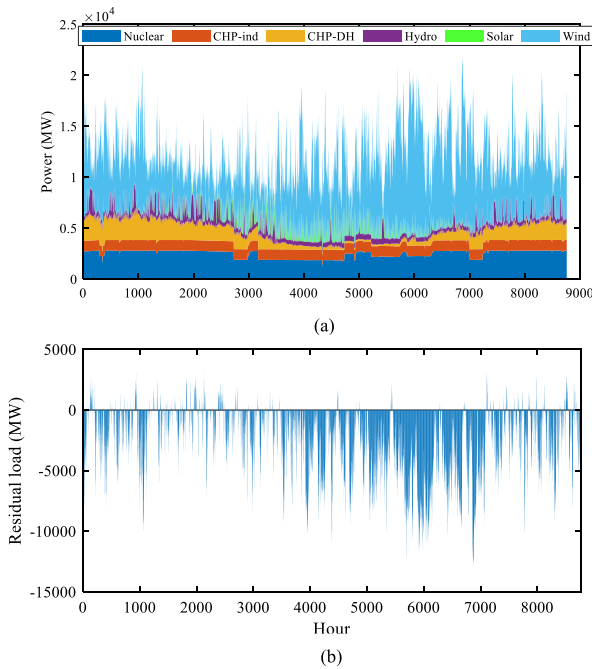 2.5 ×10⁴
Nuclear CHP-ind CHP-DH Hydro Solar Wind
2
1.5
1
0.5
0
Power (MW)
0 1000 2000 3000 4000 5000 6000 7000 8000 9000
(a)
5000
0
-5000
-10000
-15000
Residual load (MW)
0 1000 2000 3000 4000 5000 6000 7000 8000
Hour
(b)